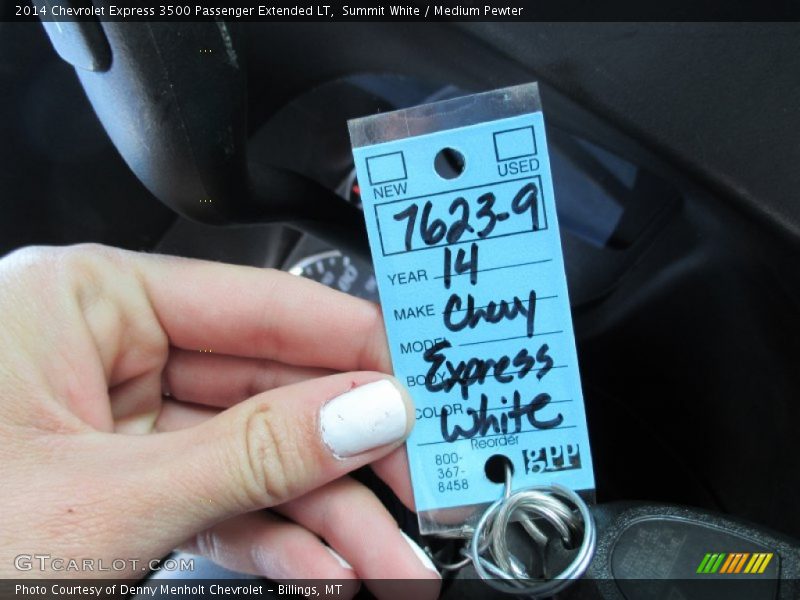 2014 Chevrolet Express 3500 Passenger Extended LT, Summit White / Medium Pewter
NEW USED
7623-9
YEAR 14
MAKE Chevy
MODEL
Express
BODY
COLOR White
Reorder
800-
367-
8458
gpp
GTCARLOT.COM
Photo Courtesy of Denny Menholt Chevrolet - Billings, MT